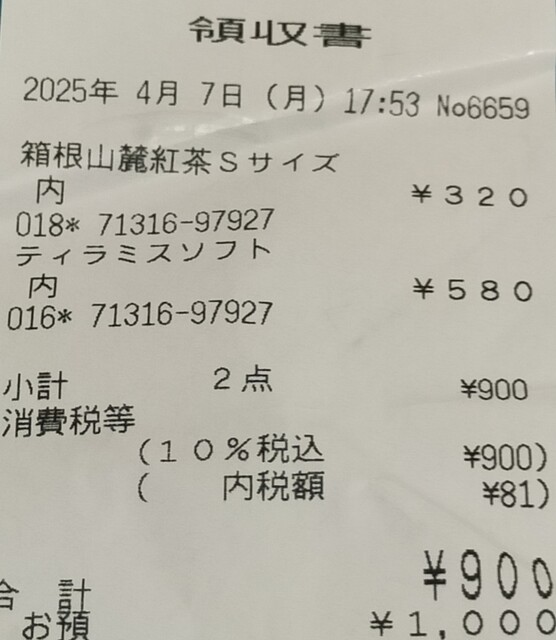 領収書
2025年 4月 7日（月）17:53 No6659
箱根山麓紅茶Ｓサイズ
内 ¥３２０
018* 71316-97927
ティラミスソフト
内 ¥５８０
016* 71316-97927
小計 ２点 ¥900
消費税等
(１０％税込 ¥900)
( 内税額 ¥81)
合計 ¥900
お預 ¥１,０００